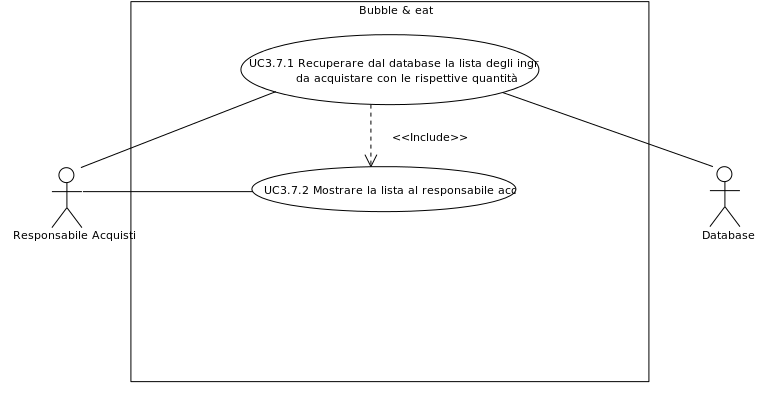 Bubble & eat
UC3.7.1 Recuperare dal database la lista degli ingr
da acquistare con le rispettive quantità
<<Include>>
UC3.7.2 Mostrare la lista al responsabile acc
Responsabile Acquisti
Database